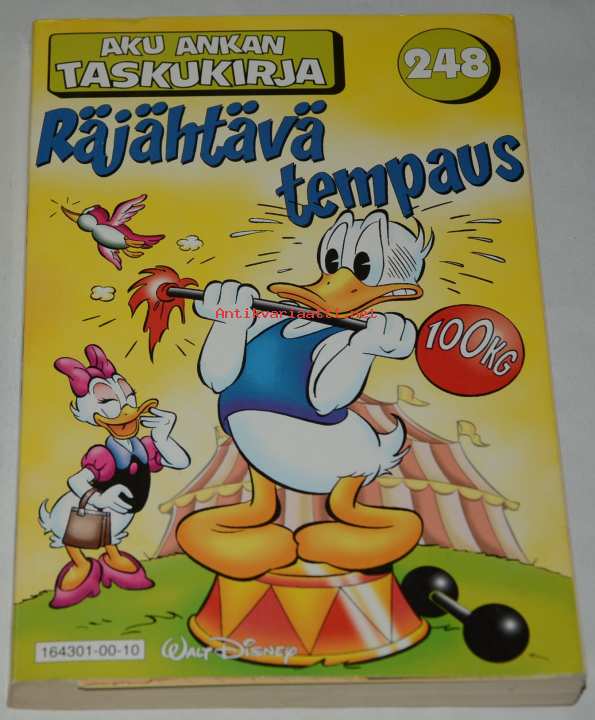 AKU ANKAN
TASKUKIRJA
248
Räjähtävä
tempaus
Antikvariaatti.net
100KG
164301-00-10
WALT DISNEY